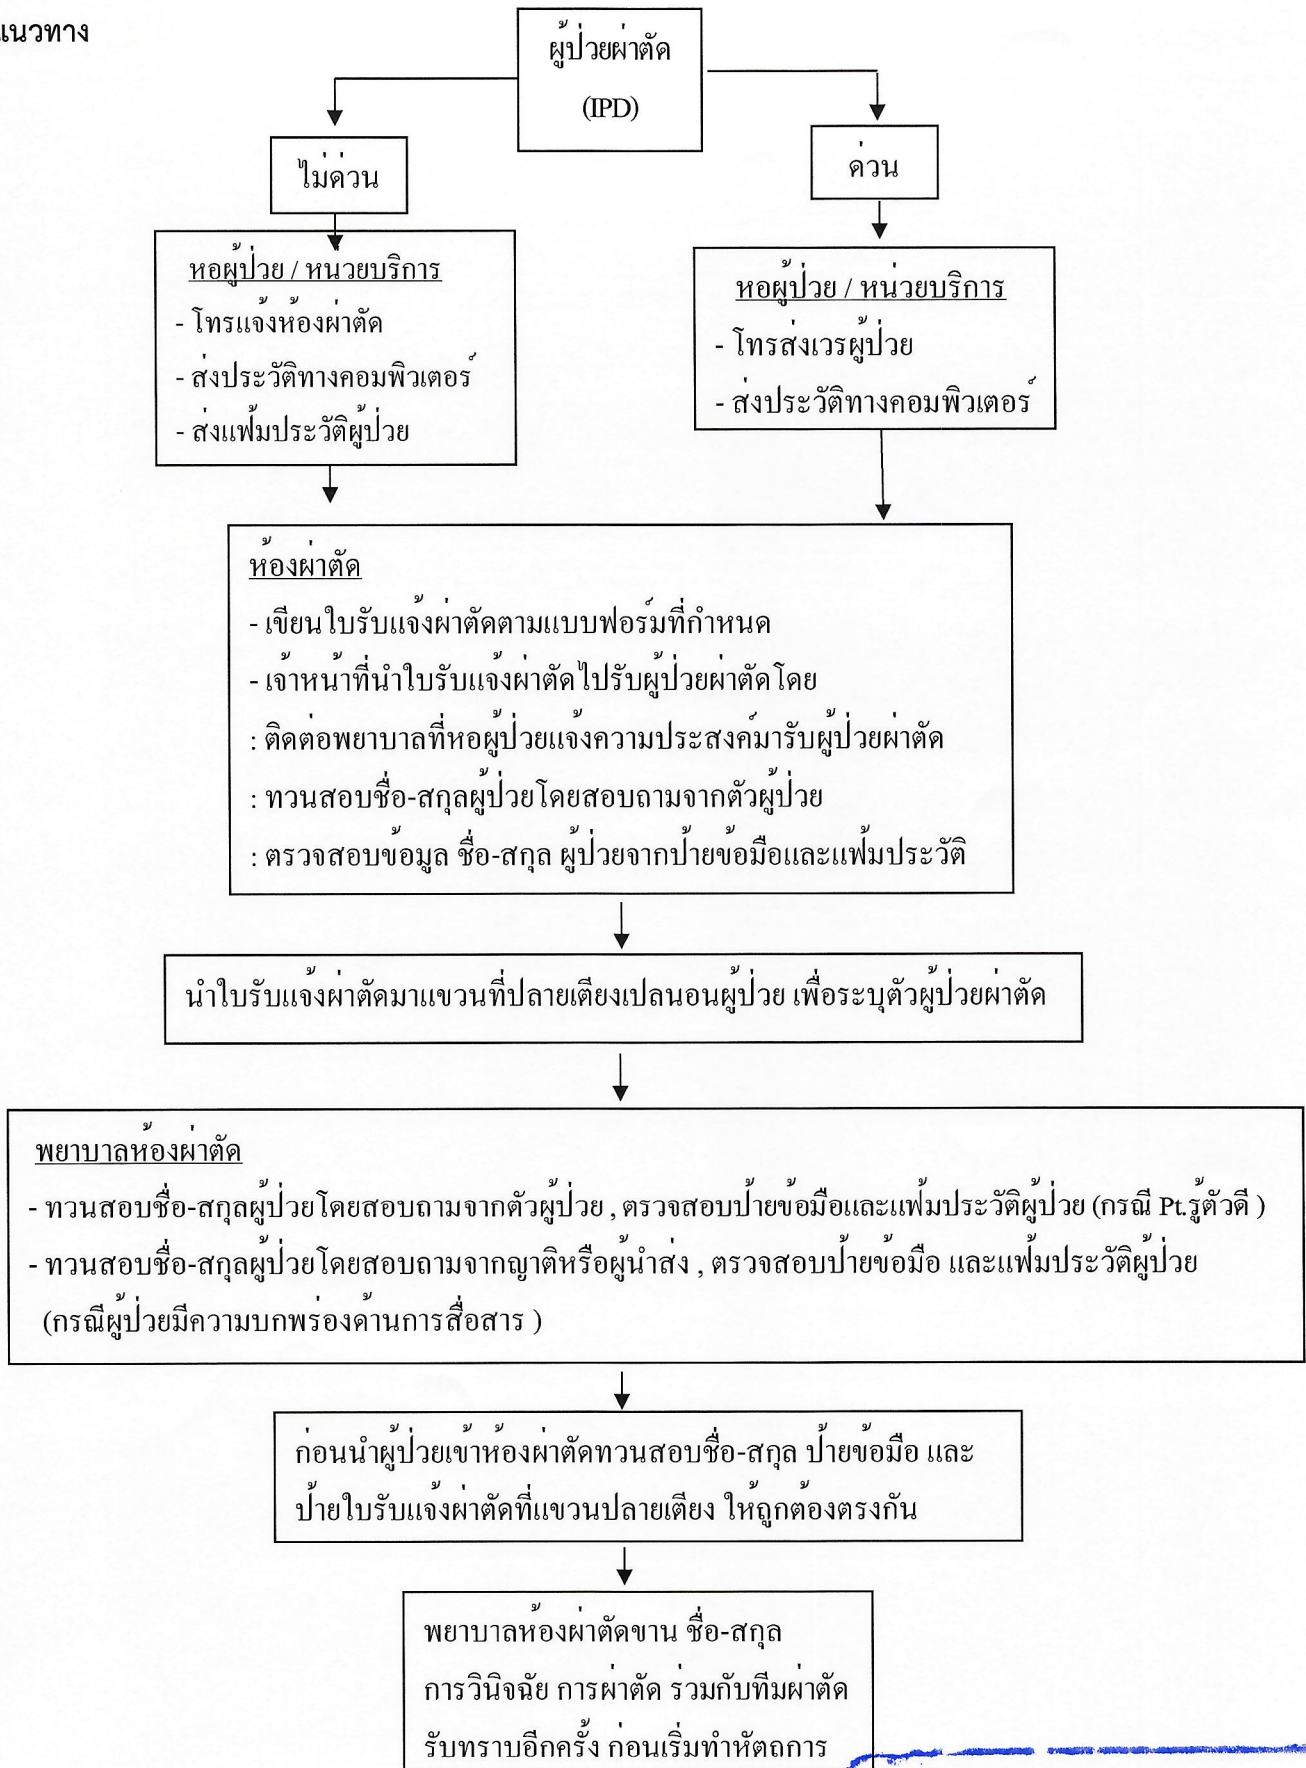 แนวทาง
ผู้ป่วยผ่าตัด
(IPD)
ไม่ด่วน
ด่วน
หอผู้ป่วย / หน่วยบริการ
- โทรแจ้งห้องผ่าตัด
- ส่งประวัติทางคอมพิวเตอร์
- ส่งแฟ้มประวัติผู้ป่วย
หอผู้ป่วย / หน่วยบริการ
- โทรส่งเวรผู้ป่วย
- ส่งประวัติทางคอมพิวเตอร์
ห้องผ่าตัด
- เขียนใบรับแจ้งผ่าตัดตามแบบฟอร์มที่กำหนด
- เจ้าหน้าที่นำใบรับแจ้งผ่าตัดไปรับผู้ป่วยผ่าตัดโดย
: ติดต่อพยาบาลที่หอผู้ป่วยแจ้งความประสงค์มารับผู้ป่วยผ่าตัด
: ทวนสอบชื่อ-สกุลผู้ป่วยโดยสอบถามจากตัวผู้ป่วย
: ตรวจสอบข้อมูล ชื่อ-สกุล ผู้ป่วยจากป้ายข้อมือและแฟ้มประวัติ
นำใบรับแจ้งผ่าตัดมาแขวนที่ปลายเตียงเปลนอนผู้ป่วย เพื่อระบุตัวผู้ป่วยผ่าตัด
พยาบาลห้องผ่าตัด
- ทวนสอบชื่อ-สกุลผู้ป่วยโดยสอบถามจากตัวผู้ป่วย , ตรวจสอบป้ายข้อมือและแฟ้มประวัติผู้ป่วย (กรณี Pt.รู้ตัวดี )
- ทวนสอบชื่อ-สกุลผู้ป่วยโดยสอบถามจากญาติหรือผู้นำส่ง , ตรวจสอบป้ายข้อมือ และแฟ้มประวัติผู้ป่วย
(กรณีผู้ป่วยมีความบกพร่องด้านการสื่อสาร )
ก่อนนำผู้ป่วยเข้าห้องผ่าตัดทวนสอบชื่อ-สกุล ป้ายข้อมือ และ
ป้ายใบรับแจ้งผ่าตัดที่แขวนปลายเตียง ให้ถูกต้องตรงกัน
พยาบาลห้องผ่าตัดขาน ชื่อ-สกุล
การวินิจฉัย การผ่าตัด ร่วมกับทีมผ่าตัด
รับทราบอีกครั้ง ก่อนเริ่มทำหัตถการ